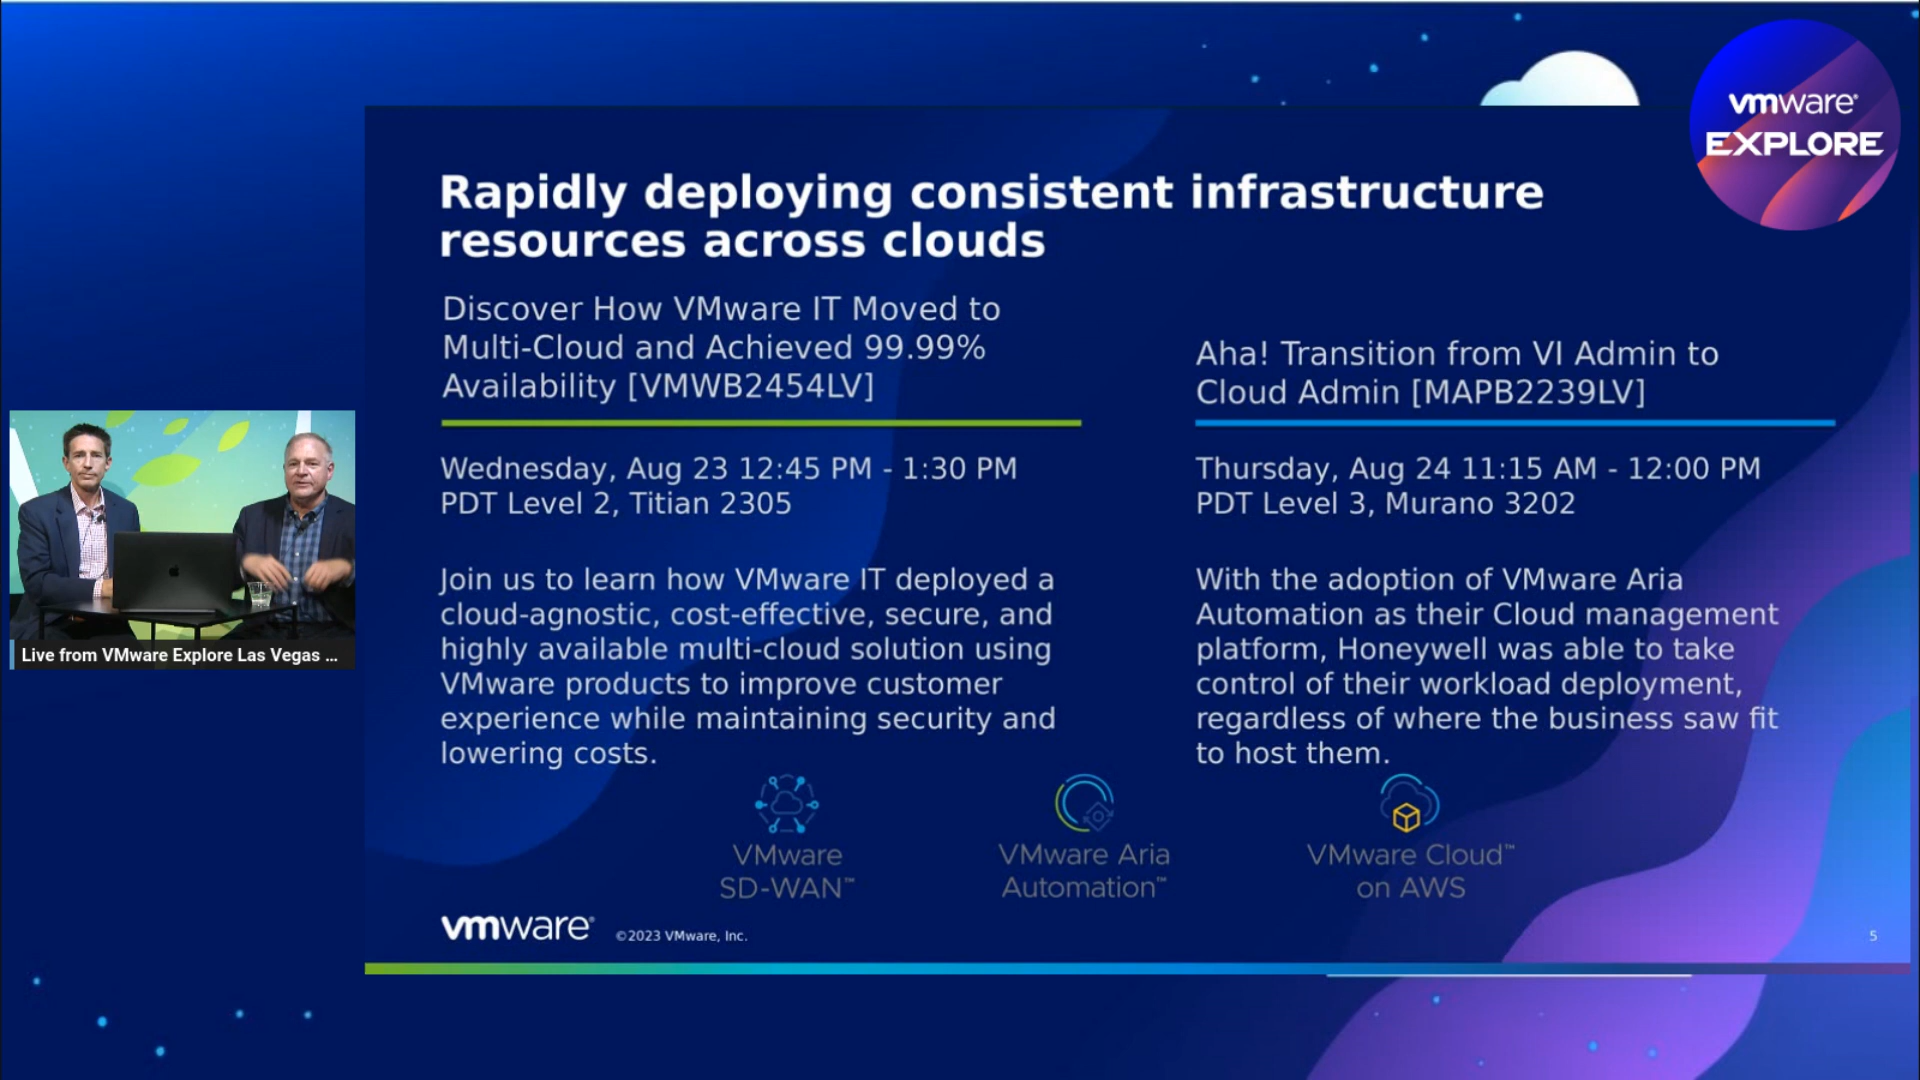 vmware®
EXPLORE
Rapidly deploying consistent infrastructure
resources across clouds
Discover How VMware IT Moved to
Multi-Cloud and Achieved 99.99%
Availability [VMWB2454LV]
Wednesday, Aug 23 12:45 PM - 1:30 PM
PDT Level 2, Titian 2305
Join us to learn how VMware IT deployed a
cloud-agnostic, cost-effective, secure, and
highly available multi-cloud solution using
VMware products to improve customer
experience while maintaining security and
lowering costs.
Aha! Transition from VI Admin to
Cloud Admin [MAPB2239LV]
Thursday, Aug 24 11:15 AM - 12:00 PM
PDT Level 3, Murano 3202
With the adoption of VMware Aria
Automation as their Cloud management
platform, Honeywell was able to take
control of their workload deployment,
regardless of where the business saw fit
to host them.
Live from VMware Explore Las Vegas ...
VMware
SD-WAN™
VMware Aria
Automation™
VMware Cloud™
on AWS
vmware®
©2023 VMware, Inc.
5